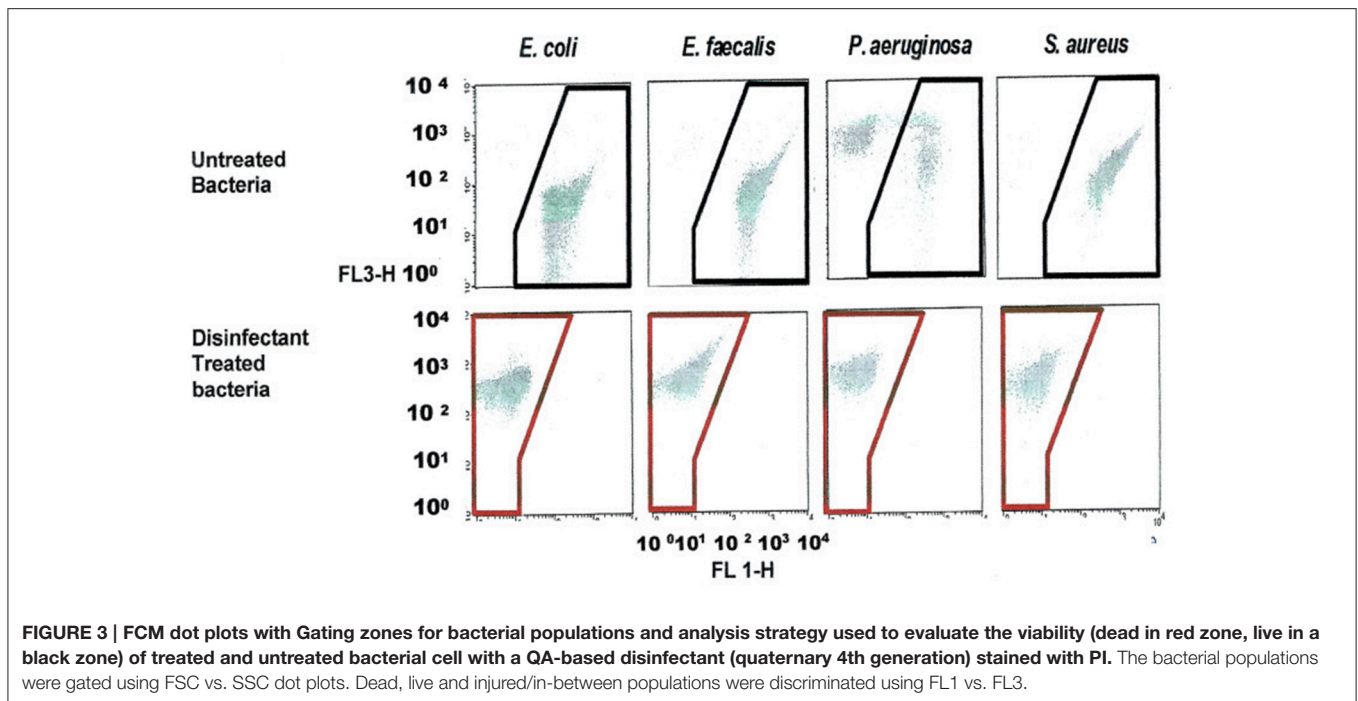 E. coli E. faecalis P. aeruginosa S. aureus
10 4
10³
Untreated
Bacteria
10 2
10¹
FL3-H 10⁰
10⁴
Disinfectant
Treated
bacteria
10³
10 2
10¹
10⁰
10 ⁰10¹ 10 ² 10³ 10⁴
10⁴
FL 1-H
FIGURE 3 | FCM dot plots with Gating zones for bacterial populations and analysis strategy used to evaluate the viability (dead in red zone, live in a
black zone) of treated and untreated bacterial cell with a QA-based disinfectant (quaternary 4th generation) stained with PI. The bacterial populations
were gated using FSC vs. SSC dot plots. Dead, live and injured/in-between populations were discriminated using FL1 vs. FL3.